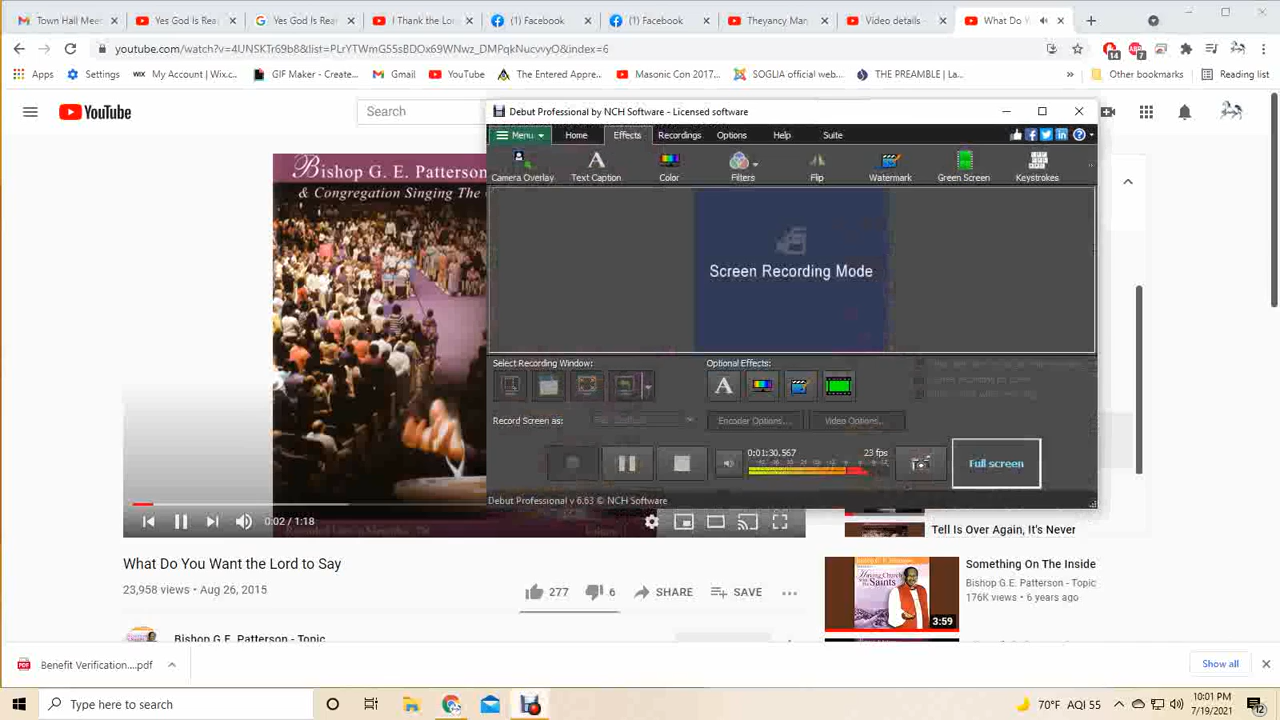 Town Hall Mee
Yes God Is Rea
Yes God Is Rea
I Thank the Lo
(1) Facebook
(1) Facebook
Theyancy Man
Video details -
What Do Y
youtube.com/watch?v=4UNSKTr69b8&list=PLrYTWmG55sBtOx69WNwz_DMPqkNucvvyO&index=6
14
7
Apps
Settings
WIX My Account | Wix.c...
GIF Maker - Create...
Gmail
YouTube
The Entered Appre...
Masonic Con 2017...
SOGLIA official web...
THE PREAMBLE | La...
»
Other bookmarks
Reading list
YouTube
Search
Debut Professional by NCH Software - Licensed software
Menu
Home
Effects
Recordings
Options
Help
Suite
Camera Overlay
Text Caption
Color
Filters
Flip
Watermark
Green Screen
Keystrokes
Bishop G. E. Patterson
& Congregation Singing The
Screen Recording Mode
Select Recording Window:
Optional Effects:
Record Screen as:
Encoder Options...
Video Options...
0:01:30.567
23 fps
Full screen
Debut Professional v 6.63 © NCH Software
0:02 / 1:18
What Do You Want the Lord to Say
23,958 views • Aug 26, 2015
277
6
SHARE
SAVE
Bishop G.E. Patterson - Topic
Tell Is Over Again, It's Never
Something On The Inside
Bishop G.E. Patterson - Topic
176K views • 6 years ago
3:59
Benefit Verification....pdf
Show all
Type here to search
70°F AQI 55
10:01 PM
7/19/2021
12